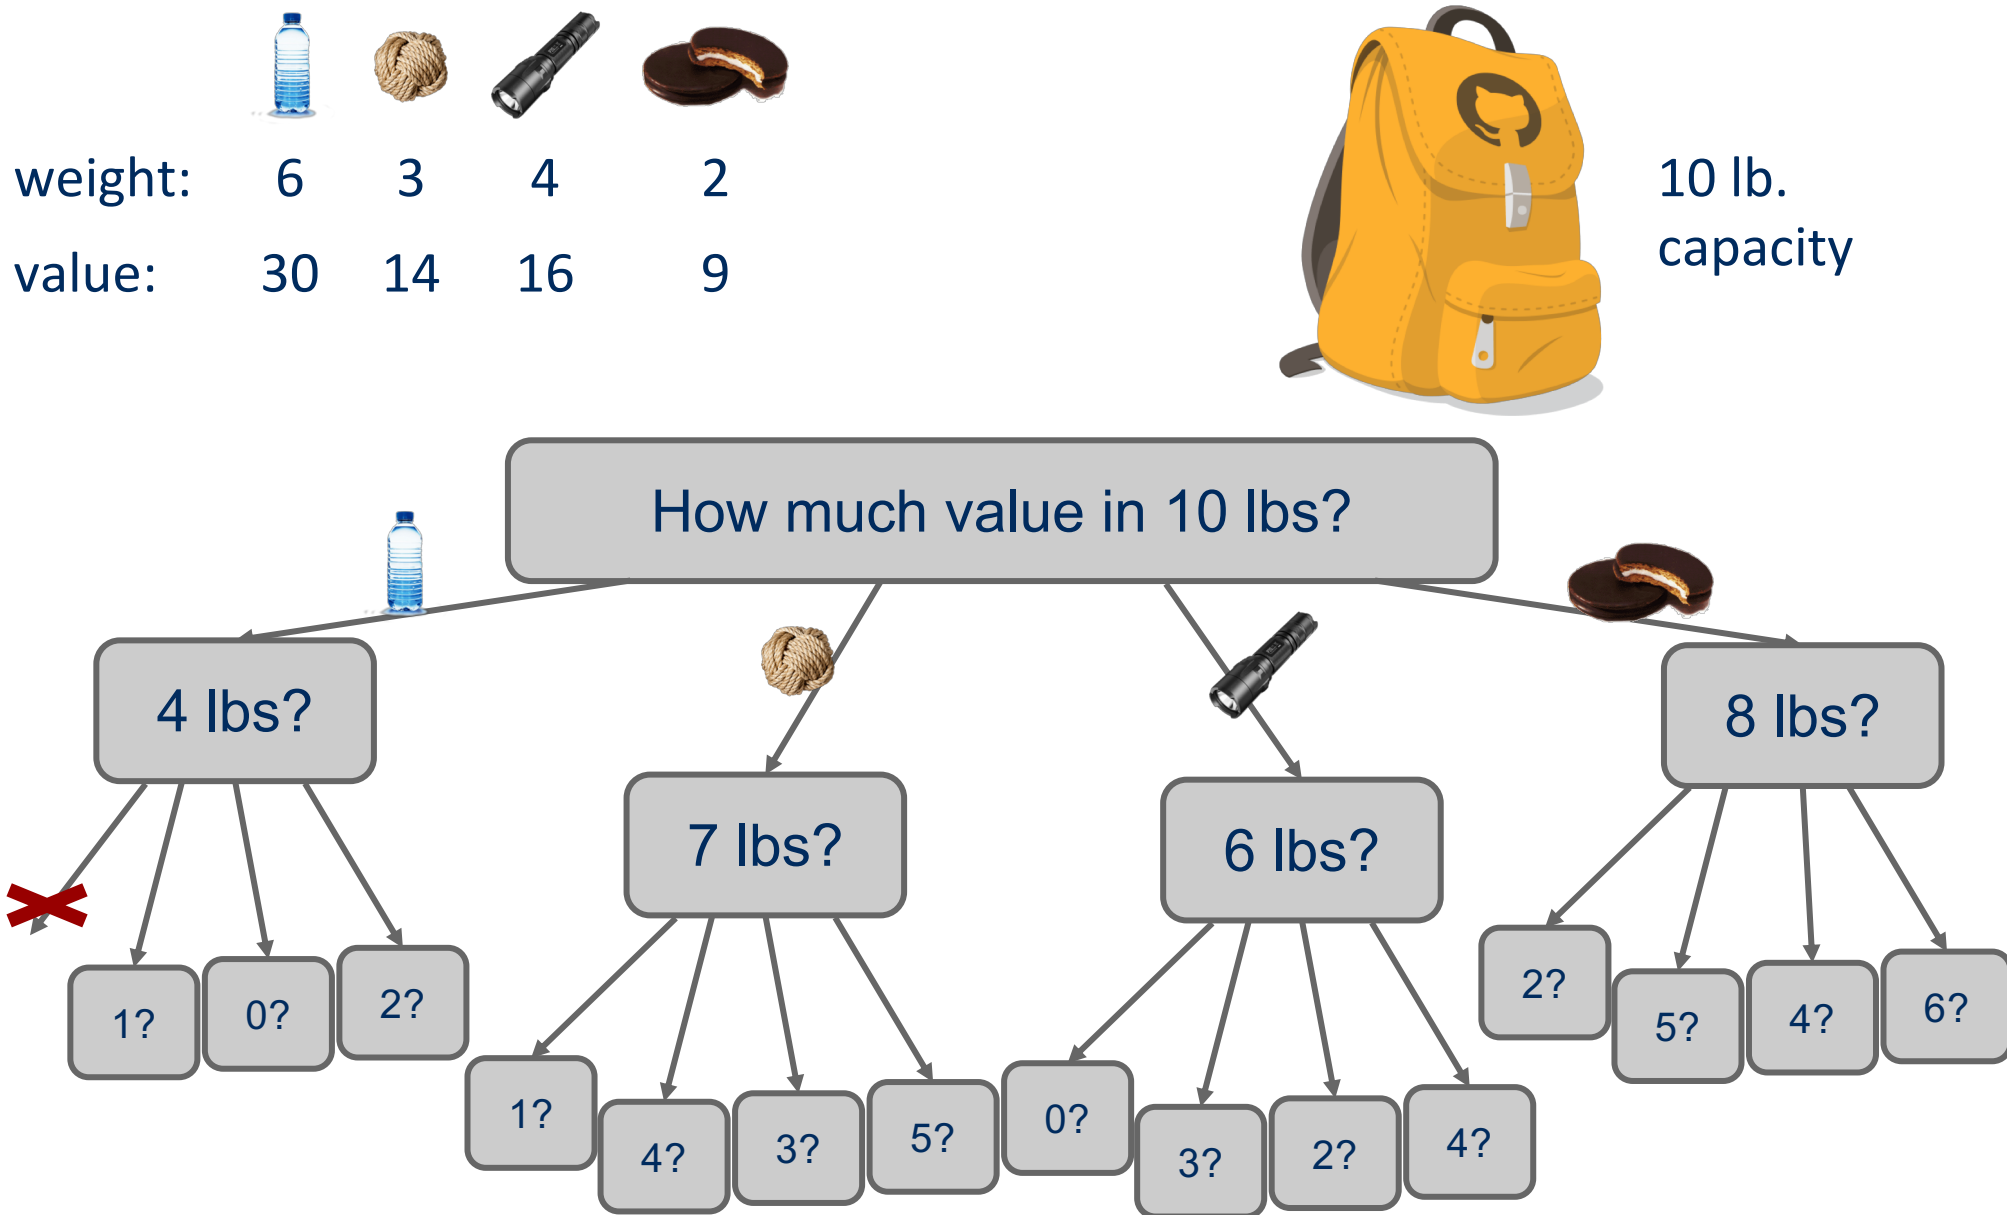 weight: 6 3 4 2
value: 30 14 16 9
10 lb.
capacity
How much value in 10 lbs?
4 lbs?
7 lbs?
6 lbs?
8 lbs?
1?
0?
2?
1?
4?
3?
5?
0?
3?
2?
4?
2?
5?
4?
6?